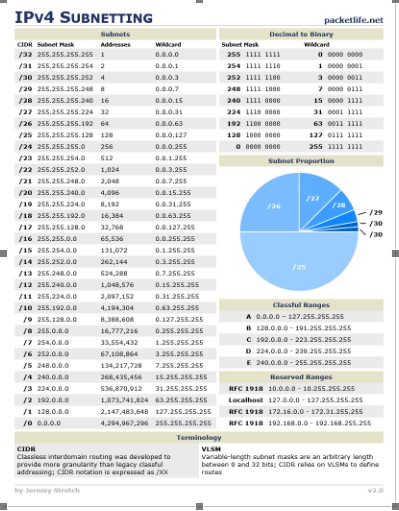 IPv4 SUBNETTING
packetlife.net
Subnets
CIDR Subnet Mask Addresses Wildcard
/32 255.255.255.255 1 0.0.0.0
/31 255.255.255.254 2 0.0.0.1
/30 255.255.255.252 4 0.0.0.3
/29 255.255.255.248 8 0.0.0.7
/28 255.255.255.240 16 0.0.0.15
/27 255.255.255.224 32 0.0.0.31
/26 255.255.255.192 64 0.0.0.63
/25 255.255.255.128 128 0.0.0.127
/24 255.255.255.0 256 0.0.0.255
/23 255.255.254.0 512 0.0.1.255
/22 255.255.252.0 1,024 0.0.3.255
/21 255.255.248.0 2,048 0.0.7.255
/20 255.255.240.0 4,096 0.0.15.255
/19 255.255.224.0 8,192 0.0.31.255
/18 255.255.192.0 16,384 0.0.63.255
/17 255.255.128.0 32,768 0.0.127.255
/16 255.255.0.0 65,536 0.0.255.255
/15 255.254.0.0 131,072 0.1.255.255
/14 255.252.0.0 262,144 0.3.255.255
/13 255.248.0.0 524,288 0.7.255.255
/12 255.240.0.0 1,048,576 0.15.255.255
/11 255.224.0.0 2,097,152 0.31.255.255
/10 255.192.0.0 4,194,304 0.63.255.255
/9 255.128.0.0 8,388,608 0.127.255.255
/8 255.0.0.0 16,777,216 0.255.255.255
/7 254.0.0.0 33,554,432 1.255.255.255
/6 252.0.0.0 67,108,864 3.255.255.255
/5 248.0.0.0 134,217,728 7.255.255.255
/4 240.0.0.0 268,435,456 15.255.255.255
/3 224.0.0.0 536,870,912 31.255.255.255
/2 192.0.0.0 1,073,741,824 63.255.255.255
/1 128.0.0.0 2,147,483,648 127.255.255.255
/0 0.0.0.0 4,294,967,296 255.255.255.255
Decimal to Binary
Subnet Mask Wildcard
255 1111 1111 0 0000 0000
254 1111 1110 1 0000 0001
252 1111 1100 3 0000 0011
248 1111 1000 7 0000 0111
240 1111 0000 15 0000 1111
224 1110 0000 31 0001 1111
192 1100 0000 63 0011 1111
128 1000 0000 127 0111 1111
0 0000 0000 255 1111 1111
Subnet Proportion
/26
/27
/28
/29
/30
/30
/25
Classful Ranges
A 0.0.0.0 – 127.255.255.255
B 128.0.0.0 – 191.255.255.255
C 192.0.0.0 – 223.255.255.255
D 224.0.0.0 – 239.255.255.255
E 240.0.0.0 – 255.255.255.255
Reserved Ranges
RFC 1918 10.0.0.0 – 10.255.255.255
Localhost 127.0.0.0 – 127.255.255.255
RFC 1918 172.16.0.0 – 172.31.255.255
RFC 1918 192.168.0.0 – 192.168.255.255
Terminology
CIDR
Classless interdomain routing was developed to
provide more granularity than legacy classful
addressing; CIDR notation is expressed as /XX
VLSM
Variable-length subnet masks are an arbitrary length
between 0 and 32 bits; CIDR relies on VLSMs to define
routes
by Jeremy Stretch
v2.0